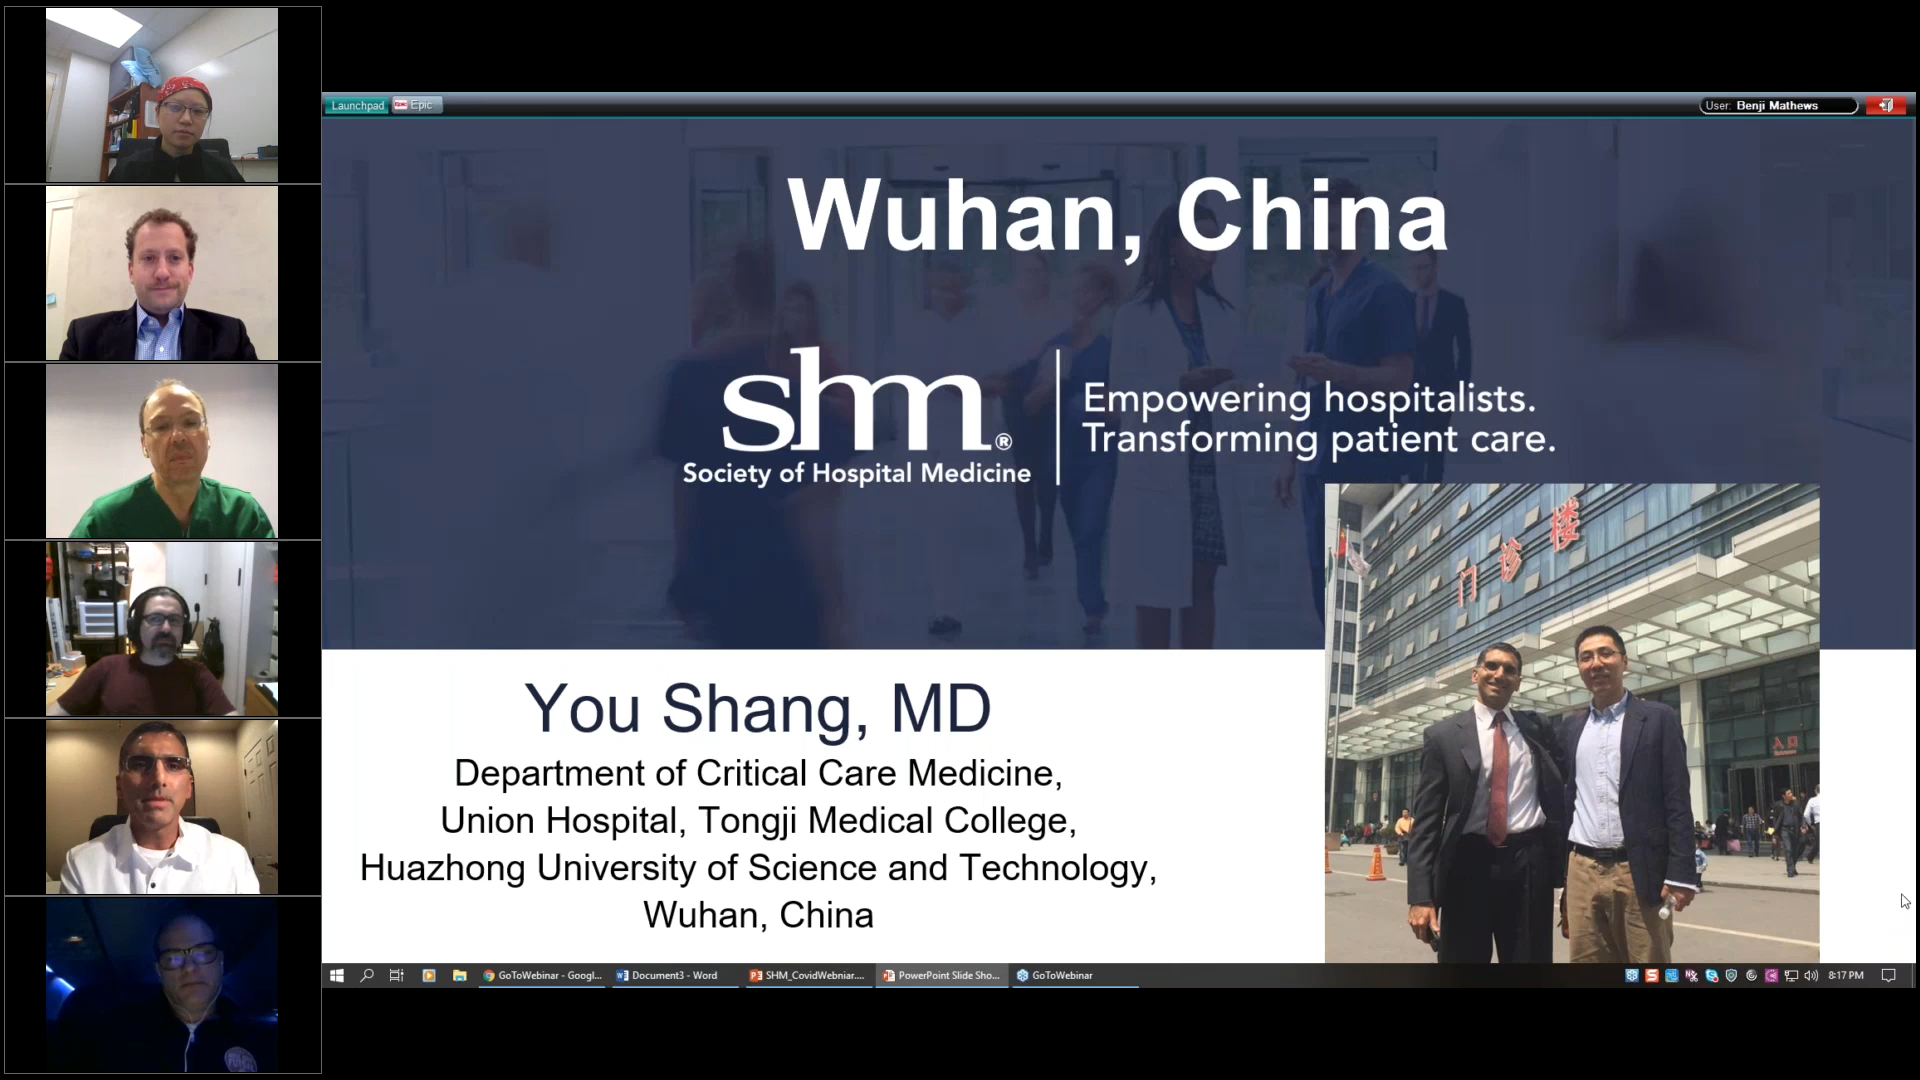 Launchpad
Epic
Epic
User: Benji Mathews
Wuhan, China
shm®
Society of Hospital Medicine
Empowering hospitalists.
Transforming patient care.
门诊楼
You Shang, MD
Department of Critical Care Medicine,
Union Hospital, Tongji Medical College,
Huazhong University of Science and Technology,
Wuhan, China
GoToWebinar - Googl...
Document3 - Word
SHM_CovidWebniar....
PowerPoint Slide Sho...
GoToWebinar
8:17 PM